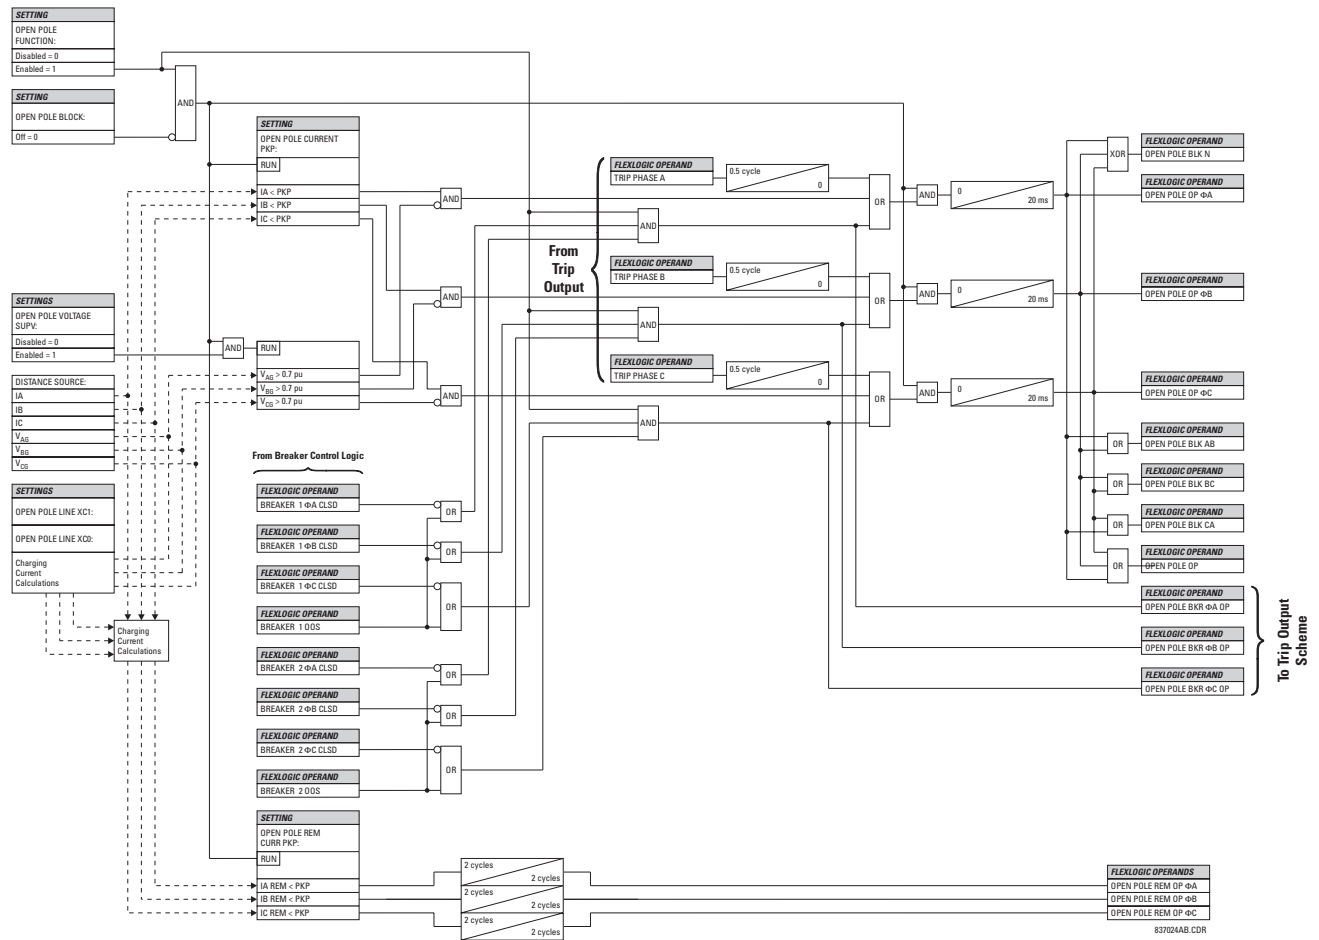 SETTING
OPEN POLE
FUNCTION:
Disabled = 0
Enabled = 1
SETTING
OPEN POLE BLOCK:
Off = 0
AND
SETTING
OPEN POLE CURRENT
PKP:
RUN
IA < PKP
IB < PKP
IC < PKP
SETTINGS
OPEN POLE VOLTAGE
SUPV:
Disabled = 0
Enabled = 1
AND
RUN
VAG > 0.7 pu
VBG > 0.7 pu
VCG > 0.7 pu
DISTANCE SOURCE:
IA
IB
IC
VAG
VBG
VCG
SETTINGS
OPEN POLE LINE XC1:
OPEN POLE LINE XC0:
Charging
Current
Calculations
Charging
Current
Calculations
AND
AND
AND
AND
AND
AND
From
Trip
Output
FLEXLOGIC OPERAND
TRIP PHASE A
0.5 cycle
0
FLEXLOGIC OPERAND
TRIP PHASE B
0.5 cycle
0
FLEXLOGIC OPERAND
TRIP PHASE C
0.5 cycle
0
OR
OR
OR
AND
0
20 ms
AND
0
20 ms
AND
0
20 ms
From Breaker Control Logic
FLEXLOGIC OPERAND
BREAKER 1 ΦA CLSD
OR
FLEXLOGIC OPERAND
BREAKER 1 ΦB CLSD
OR
FLEXLOGIC OPERAND
BREAKER 1 ΦC CLSD
OR
FLEXLOGIC OPERAND
BREAKER 1 OOS
FLEXLOGIC OPERAND
BREAKER 2 ΦA CLSD
OR
FLEXLOGIC OPERAND
BREAKER 2 ΦB CLSD
OR
FLEXLOGIC OPERAND
BREAKER 2 ΦC CLSD
OR
FLEXLOGIC OPERAND
BREAKER 2 OOS
SETTING
OPEN POLE REM
CURR PKP:
RUN
IA REM < PKP
IB REM < PKP
IC REM < PKP
2 cycles
2 cycles
2 cycles
2 cycles
2 cycles
2 cycles
XOR
FLEXLOGIC OPERAND
OPEN POLE BLK N
FLEXLOGIC OPERAND
OPEN POLE OP ΦA
FLEXLOGIC OPERAND
OPEN POLE OP ΦB
FLEXLOGIC OPERAND
OPEN POLE OP ΦC
OR
FLEXLOGIC OPERAND
OPEN POLE BLK AB
OR
FLEXLOGIC OPERAND
OPEN POLE BLK BC
OR
FLEXLOGIC OPERAND
OPEN POLE BLK CA
OR
FLEXLOGIC OPERAND
OPEN POLE OP
FLEXLOGIC OPERAND
OPEN POLE BKR ΦA OP
FLEXLOGIC OPERAND
OPEN POLE BKR ΦB OP
FLEXLOGIC OPERAND
OPEN POLE BKR ΦC OP
To Trip Output
Scheme
FLEXLOGIC OPERANDS
OPEN POLE REM OP ΦA
OPEN POLE REM OP ΦB
OPEN POLE REM OP ΦC
837024AB.CDR